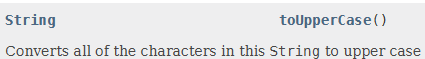 String toUpperCase()
Converts all of the characters in this String to upper case